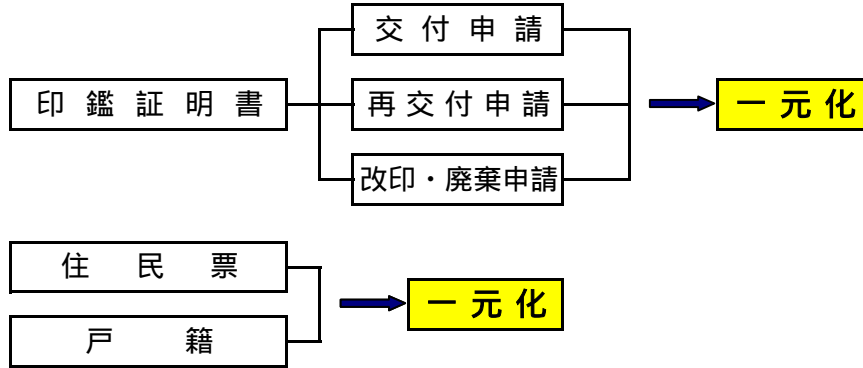 交付申請
印鑑証明書
再交付申請
一元化
改印・廃棄申請
住民票
一元化
戸籍